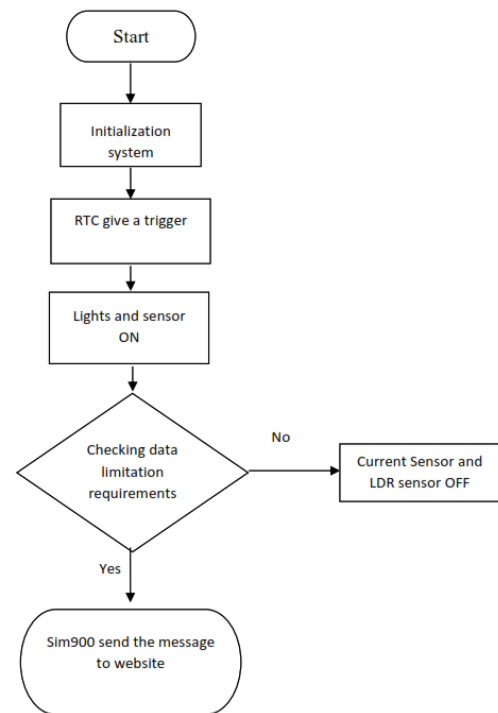 Start
Initialization
system
RTC give a trigger
Lights and sensor
ON
Checking data
limitation
requirements
No
Current Sensor and
LDR sensor OFF
Yes
Sim900 send the message
to website